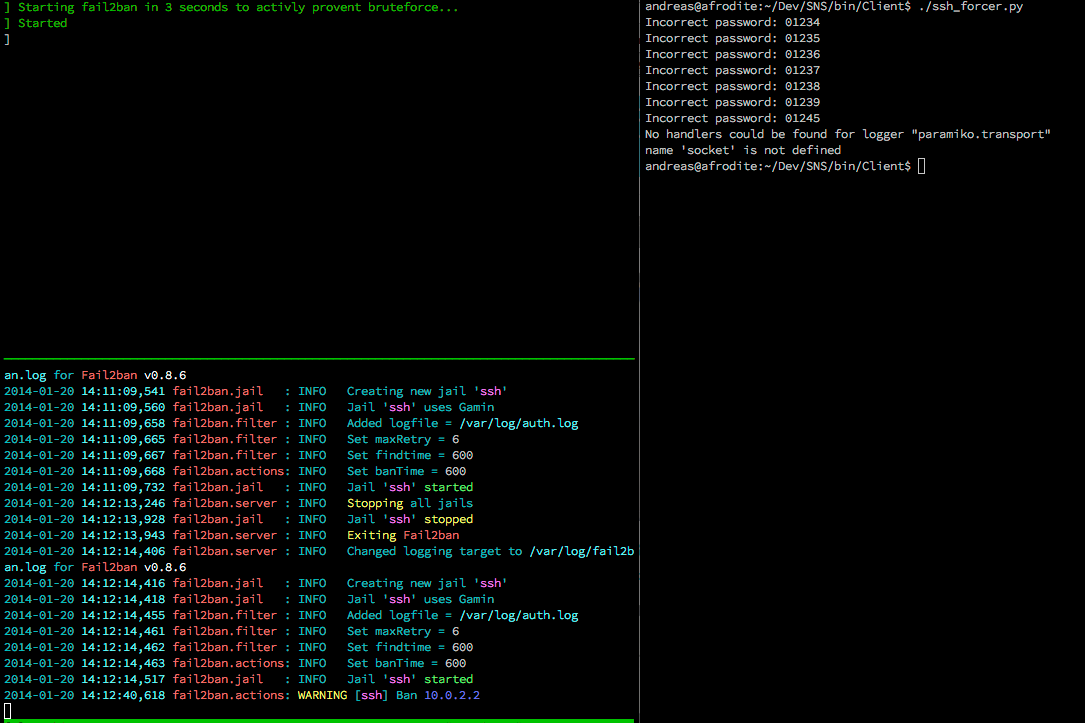 ] Starting fail2ban in 3 seconds to activly provent bruteforce...
] Started
]
an.log for Fail2ban v0.8.6
2014-01-20 14:11:09,541 fail2ban.jail   : INFO   Creating new jail 'ssh'
2014-01-20 14:11:09,560 fail2ban.jail   : INFO   Jail 'ssh' uses Gamin
2014-01-20 14:11:09,658 fail2ban.filter : INFO   Added logfile = /var/log/auth.log
2014-01-20 14:11:09,665 fail2ban.filter : INFO   Set maxRetry = 6
2014-01-20 14:11:09,667 fail2ban.filter : INFO   Set findtime = 600
2014-01-20 14:11:09,668 fail2ban.actions: INFO   Set banTime = 600
2014-01-20 14:11:09,732 fail2ban.jail   : INFO   Jail 'ssh' started
2014-01-20 14:12:13,246 fail2ban.server : INFO   Stopping all jails
2014-01-20 14:12:13,928 fail2ban.jail   : INFO   Jail 'ssh' stopped
2014-01-20 14:12:13,943 fail2ban.server : INFO   Exiting Fail2ban
2014-01-20 14:12:14,406 fail2ban.server : INFO   Changed logging target to /var/log/fail2b
an.log for Fail2ban v0.8.6
2014-01-20 14:12:14,416 fail2ban.jail   : INFO   Creating new jail 'ssh'
2014-01-20 14:12:14,418 fail2ban.jail   : INFO   Jail 'ssh' uses Gamin
2014-01-20 14:12:14,455 fail2ban.filter : INFO   Added logfile = /var/log/auth.log
2014-01-20 14:12:14,461 fail2ban.filter : INFO   Set maxRetry = 6
2014-01-20 14:12:14,462 fail2ban.filter : INFO   Set findtime = 600
2014-01-20 14:12:14,463 fail2ban.actions: INFO   Set banTime = 600
2014-01-20 14:12:14,517 fail2ban.jail   : INFO   Jail 'ssh' started
2014-01-20 14:12:40,618 fail2ban.actions: WARNING [ssh] Ban 10.0.2.2
andreas@afrodite:~/Dev/SNS/bin/Client$ ./ssh_forcer.py
Incorrect password: 01234
Incorrect password: 01235
Incorrect password: 01236
Incorrect password: 01237
Incorrect password: 01238
Incorrect password: 01239
Incorrect password: 01245
No handlers could be found for logger "paramiko.transport"
name 'socket' is not defined
andreas@afrodite:~/Dev/SNS/bin/Client$